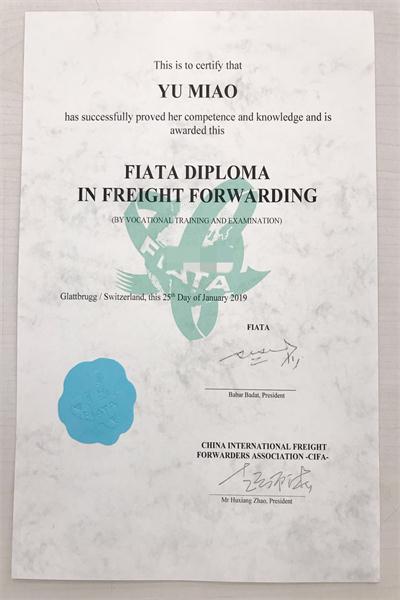 This is to certify that
YU MIAO
has successfully proved her competence and knowledge and is
awarded this
FIATA DIPLOMA
IN FREIGHT FORWARDING
(BY VOCATIONAL TRAINING AND EXAMINATION)
FIATA
Glattbrugg / Switzerland, this 25th Day of January 2019
FIATA
Babar Badat, President
CHINA INTERNATIONAL FREIGHT
FORWARDERS ASSOCIATION -CIFA-
Mr Huxiang Zhao, President